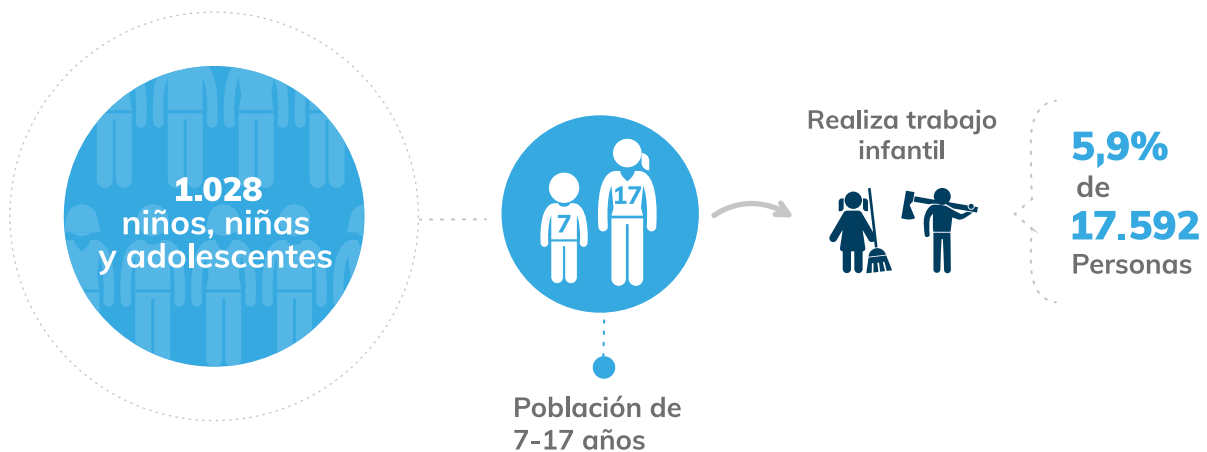 1.028
niños, niñas
y adolescentes
7
17
Población de
7-17 años
Realiza trabajo
infantil
5,9%
de
17.592
Personas